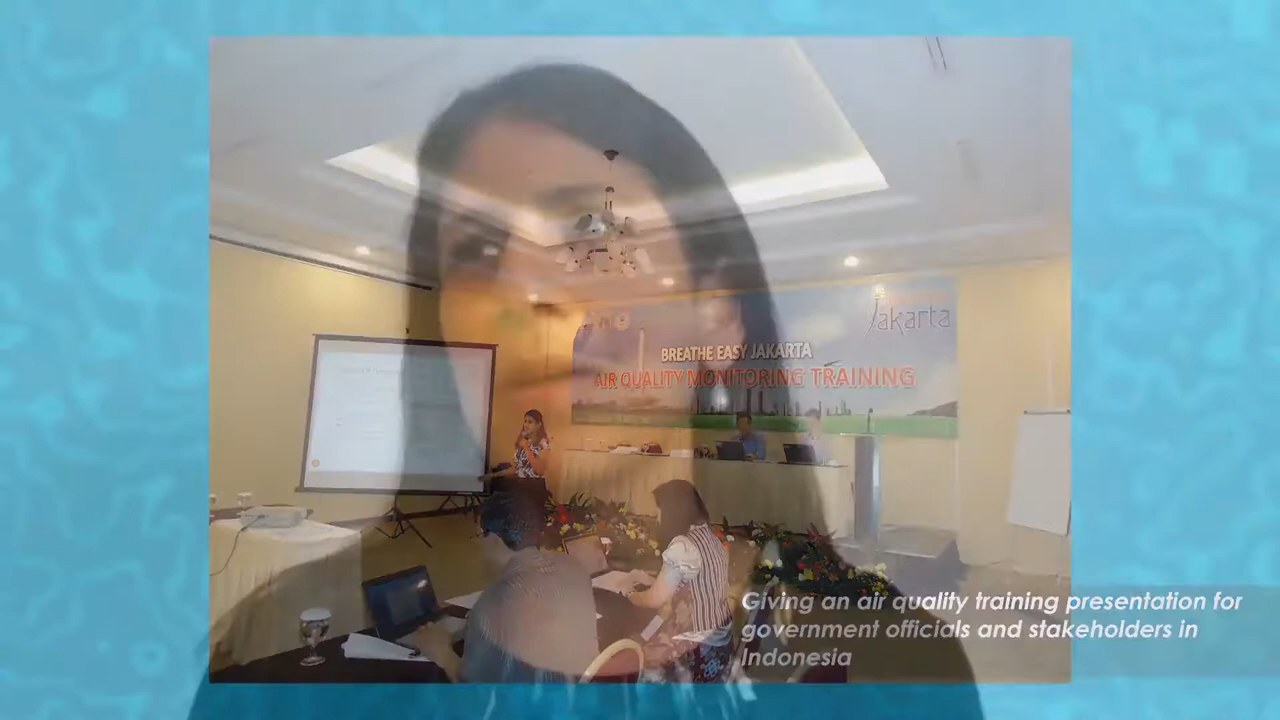 Jakarta
BREATHE EASY JAKARTA
AIR QUALITY MONITORING TRAINING
Giving an air quality training presentation for
government officials and stakeholders in
Indonesia